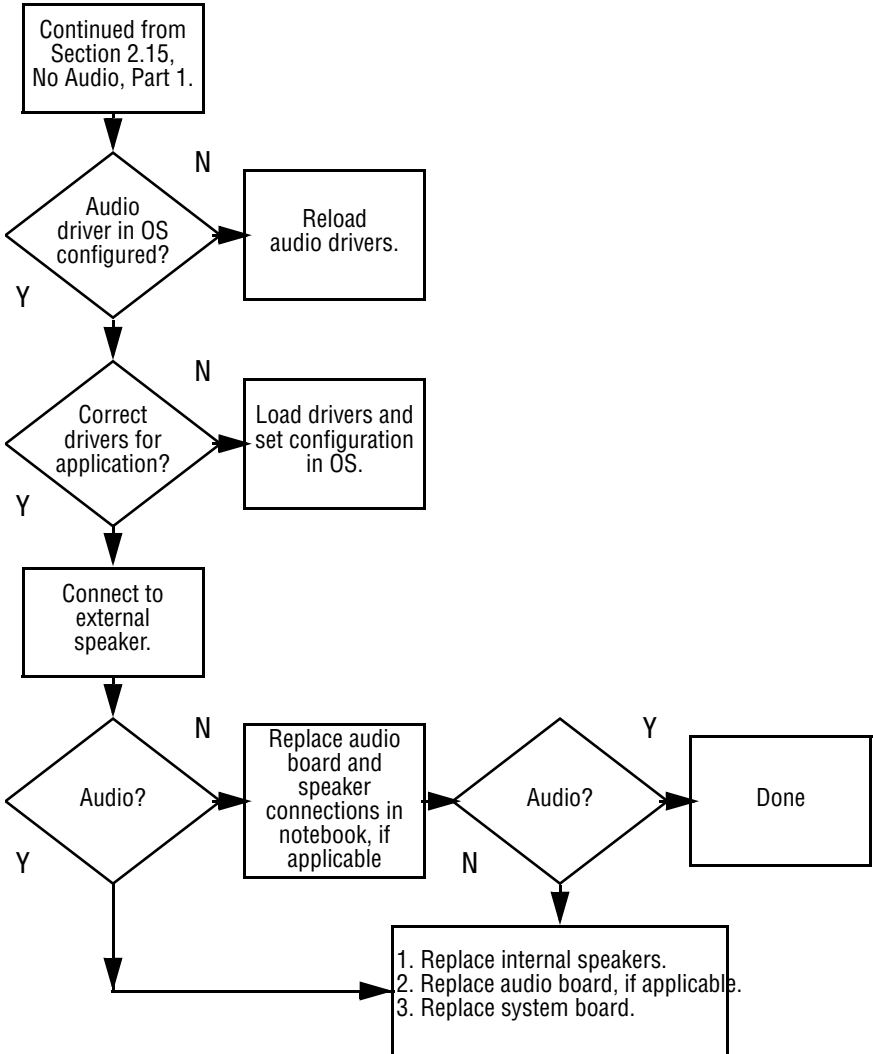 Continued from
Section 2.15,
No Audio, Part 1.
N
Audio
driver in OS
configured?
Reload
audio drivers.
Y
N
Correct
drivers for
application?
Load drivers and
set configuration
in OS.
Y
Connect to
external
speaker.
N
Audio?
Replace audio
board and
speaker
connections in
notebook, if
applicable
Y
Audio?
Y
Done
N
1. Replace internal speakers.
2. Replace audio board, if applicable.
3. Replace system board.